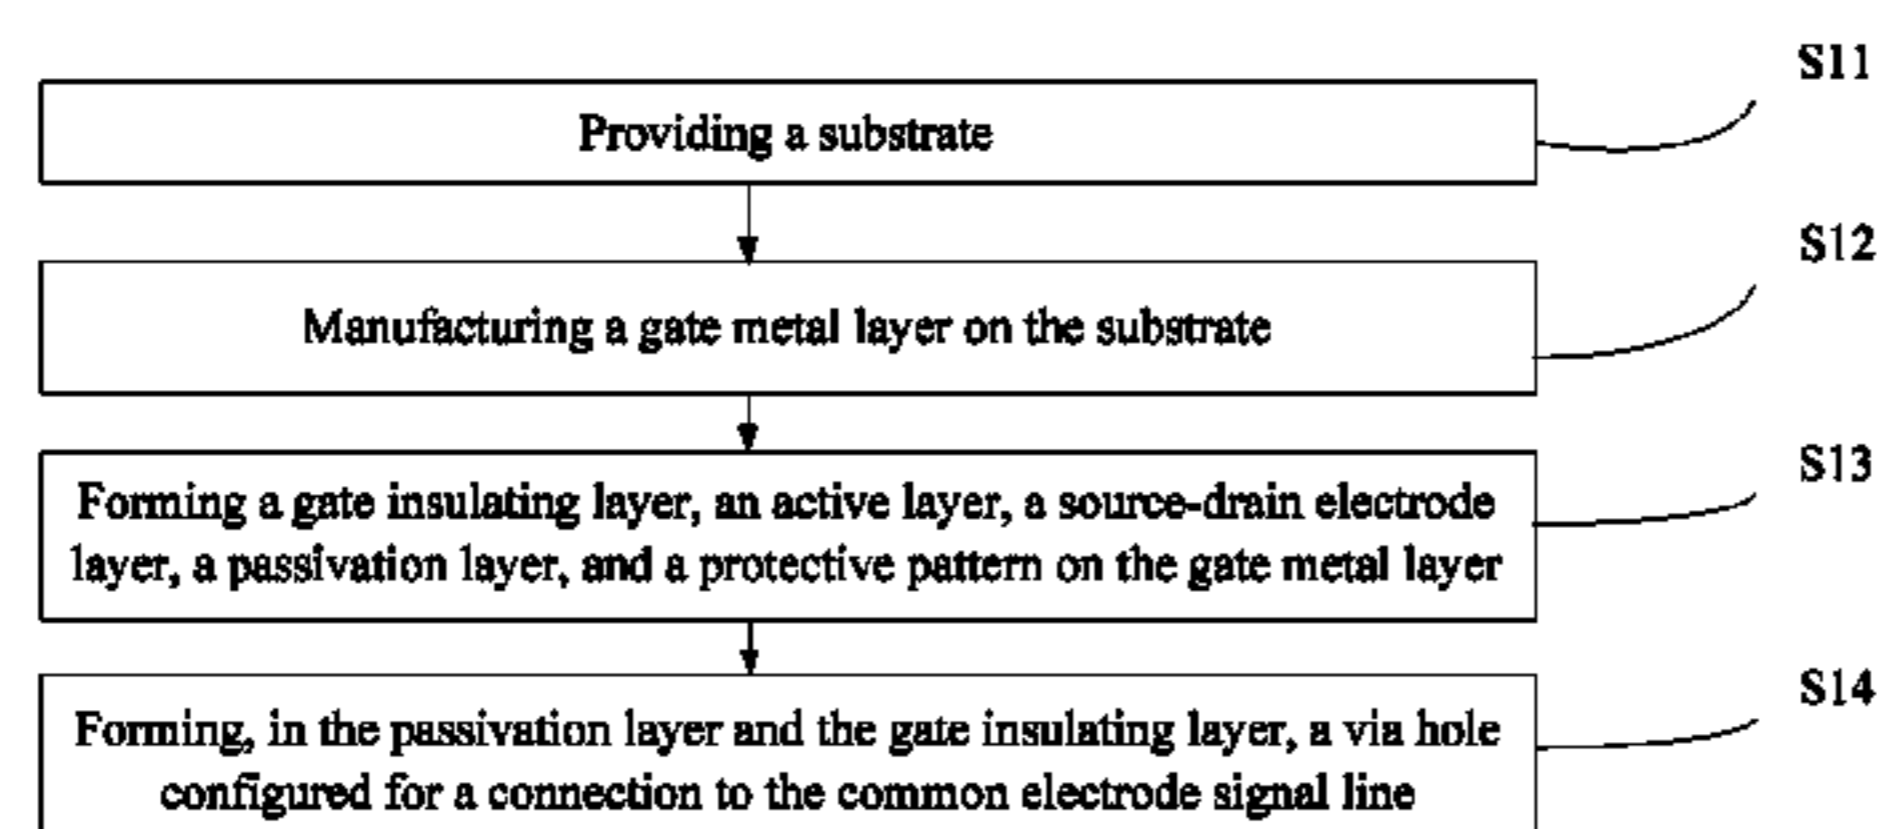 S11
Providing a substrate
S12
Manufacturing a gate metal layer on the substrate
S13
Forming a gate insulating layer, an active layer, a source-drain electrode
layer, a passivation layer, and a protective pattern on the gate metal layer
S14
Forming, in the passivation layer and the gate insulating layer, a via hole
configured for a connection to the common electrode signal line